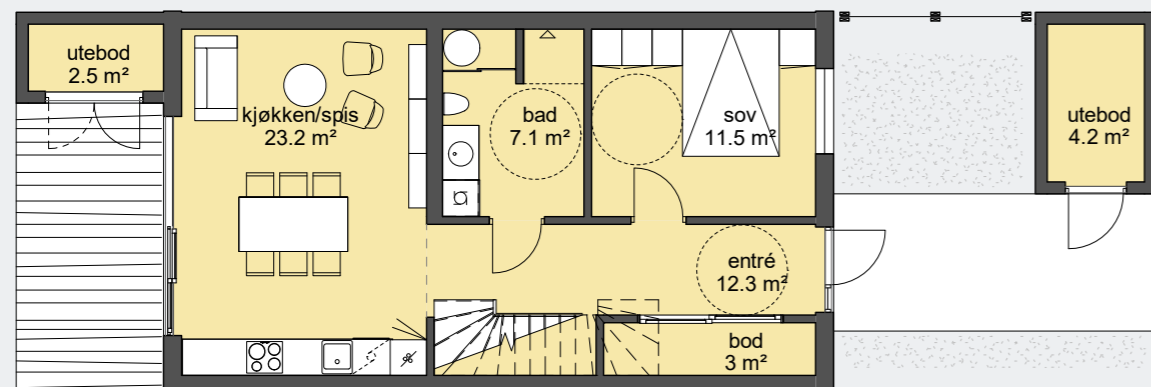 utebod
2.5 m²
kjøkken/spis
23.2 m²
bad
7.1 m²
sov
11.5 m²
utebod
4.2 m²
entré
12.3 m²
bod
3 m²